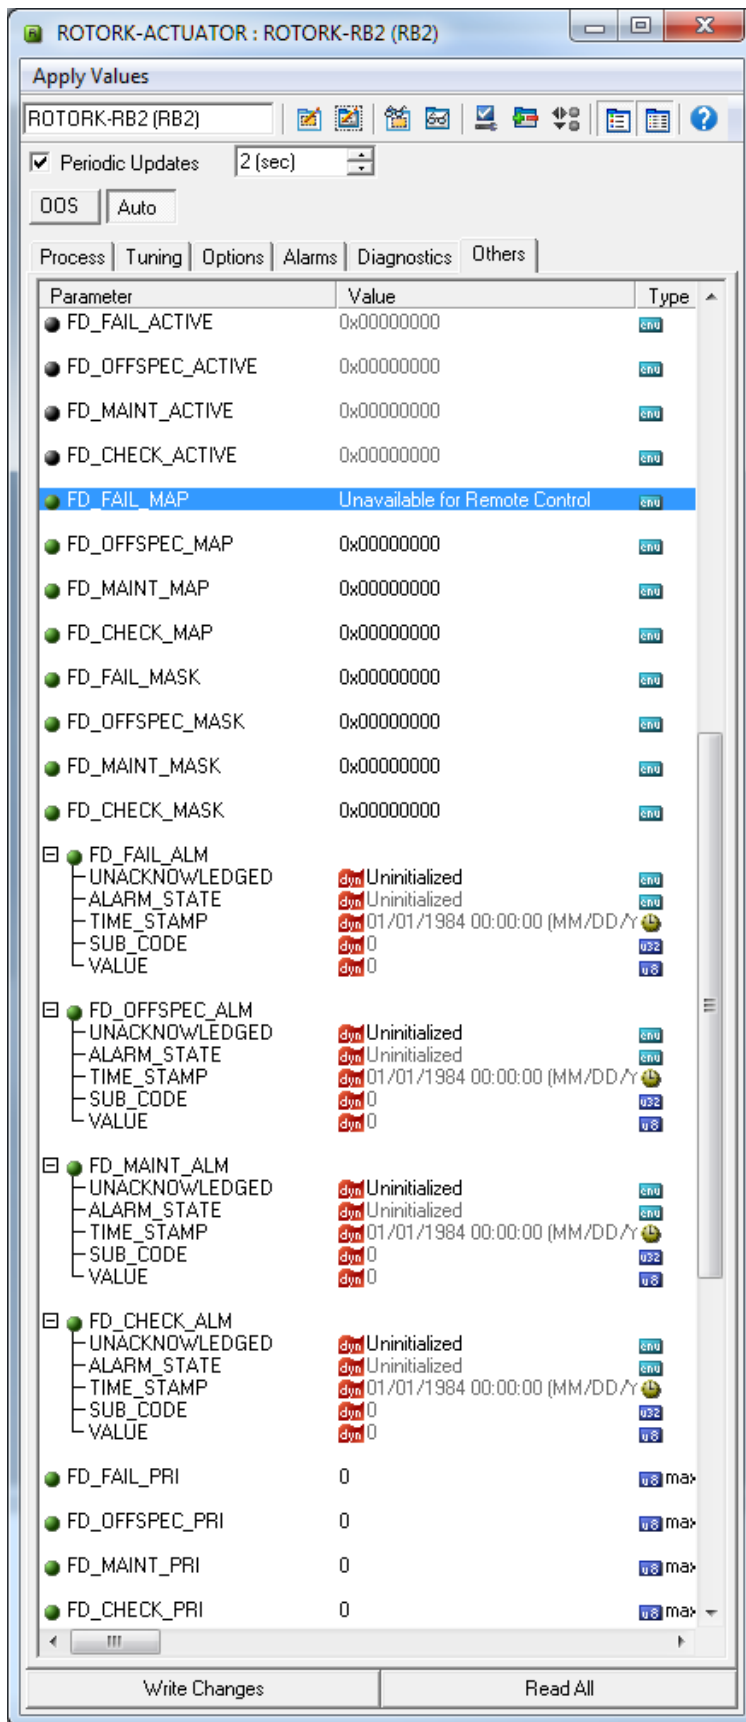 ROTORK-ACTUATOR : ROTORK-RB2 (RB2)
Apply Values
ROTORK-RB2 (RB2)
Periodic Updates 2 (sec)
OOS Auto
Process Tuning Options Alarms Diagnostics Others
Parameter Value Type
FD_FAIL_ACTIVE 0x00000000 enu
FD_OFFSPEC_ACTIVE 0x00000000 enu
FD_MAINT_ACTIVE 0x00000000 enu
FD_CHECK_ACTIVE 0x00000000 enu
FD_FAIL_MAP Unavailable for Remote Control enu
FD_OFFSPEC_MAP 0x00000000 enu
FD_MAINT_MAP 0x00000000 enu
FD_CHECK_MAP 0x00000000 enu
FD_FAIL_MASK 0x00000000 enu
FD_OFFSPEC_MASK 0x00000000 enu
FD_MAINT_MASK 0x00000000 enu
FD_CHECK_MASK 0x00000000 enu
FD_FAIL_ALM
UNACKNOWLEDGED dyn Uninitialized enu
ALARM_STATE dyn Uninitialized enu
TIME_STAMP dyn 01/01/1984 00:00:00 (MM/DD/Y
SUB_CODE dyn 0 u32
VALUE dyn 0 u8
FD_OFFSPEC_ALM
UNACKNOWLEDGED dyn Uninitialized enu
ALARM_STATE dyn Uninitialized enu
TIME_STAMP dyn 01/01/1984 00:00:00 (MM/DD/Y
SUB_CODE dyn 0 u32
VALUE dyn 0 u8
FD_MAINT_ALM
UNACKNOWLEDGED dyn Uninitialized enu
ALARM_STATE dyn Uninitialized enu
TIME_STAMP dyn 01/01/1984 00:00:00 (MM/DD/Y
SUB_CODE dyn 0 u32
VALUE dyn 0 u8
FD_CHECK_ALM
UNACKNOWLEDGED dyn Uninitialized enu
ALARM_STATE dyn Uninitialized enu
TIME_STAMP dyn 01/01/1984 00:00:00 (MM/DD/Y
SUB_CODE dyn 0 u32
VALUE dyn 0 u8
FD_FAIL_PRI 0 u8 max
FD_OFFSPEC_PRI 0 u8 max
FD_MAINT_PRI 0 u8 max
FD_CHECK_PRI 0 u8 max
Write Changes Read All